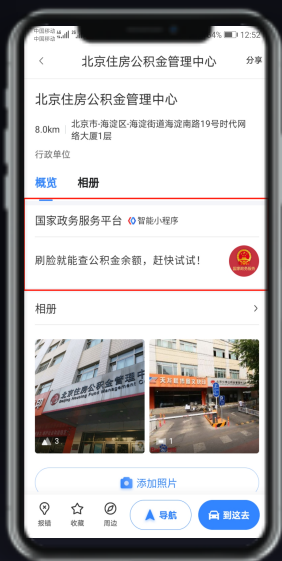 中国移动
中国移动
4% 12:52
北京住房公积金管理中心 分享
北京住房公积金管理中心
8.0km 北京市-海淀区-海淀街道海淀南路19号时代网
络大厦1层
行政单位
概览 相册
国家政务服务平台 智能小程序
刷脸就能查公积金余额，赶快试试！
相册
北京住房公积金管理中
Beijing Housing Fund Management C
3
1
添加照片
报错 收藏 周边 导航 到这去